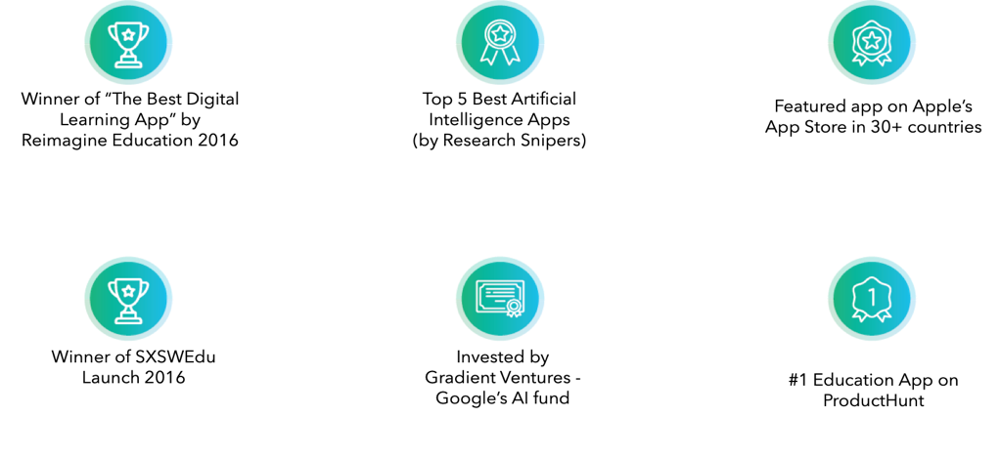 Winner of “The Best Digital
Learning App” by
Reimagine Education 2016
Top 5 Best Artificial
Intelligence Apps
(by Research Snipers)
Featured app on Apple’s
App Store in 30+ countries
Winner of SXSWEdu
Launch 2016
Invested by
Gradient Ventures -
Google’s AI fund
1
#1 Education App on
ProductHunt